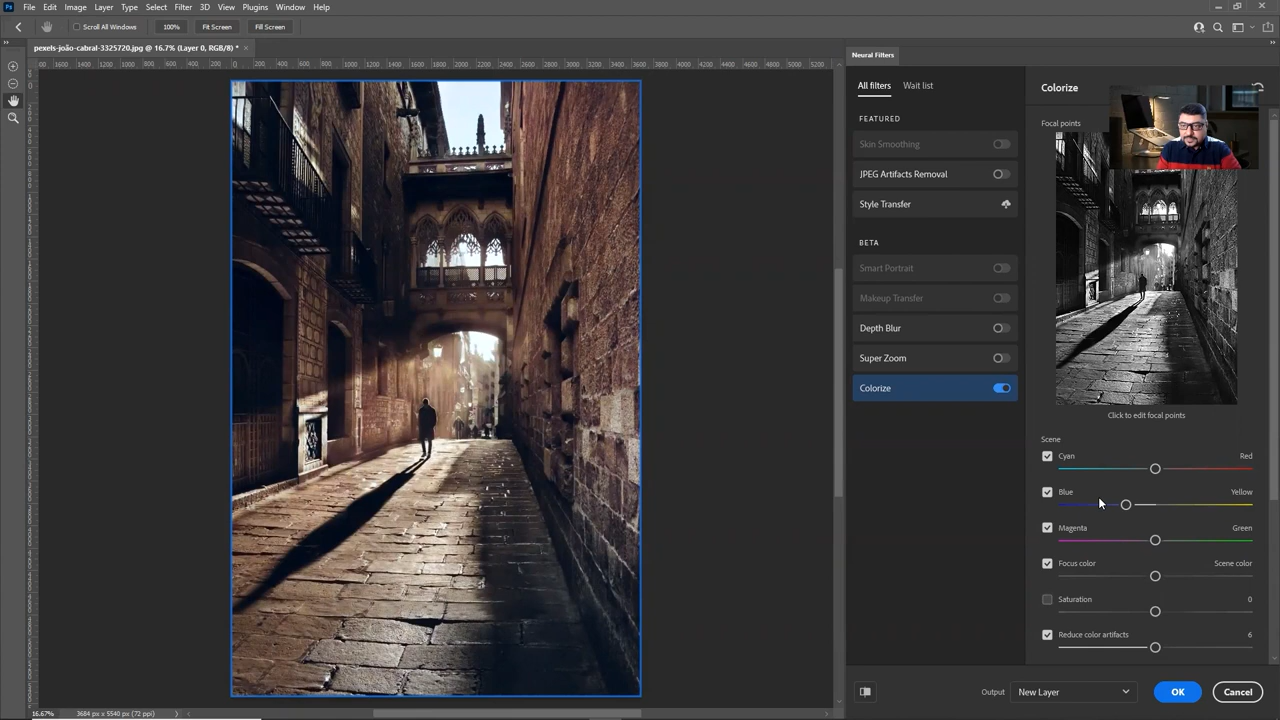 Ps File Edit Image Layer Type Select Filter 3D View Plugins Window Help
Scroll All Windows 100% Fit Screen Fill Screen
pexels-joão-cabral-3325720.jpg @ 16.7% (Layer 0, RGB/8) *
Neural Filters
All filters Wait list
FEATURED
Skin Smoothing
JPEG Artifacts Removal
Style Transfer
BETA
Smart Portrait
Makeup Transfer
Depth Blur
Super Zoom
Colorize
Colorize
Focal points
Click to edit focal points
Scene
Cyan Red
Blue Yellow
Magenta Green
Focus color Scene color
Saturation 0
Reduce color artifacts 6
Output New Layer OK Cancel
16.67% 3684 px x 5540 px (72 ppi)